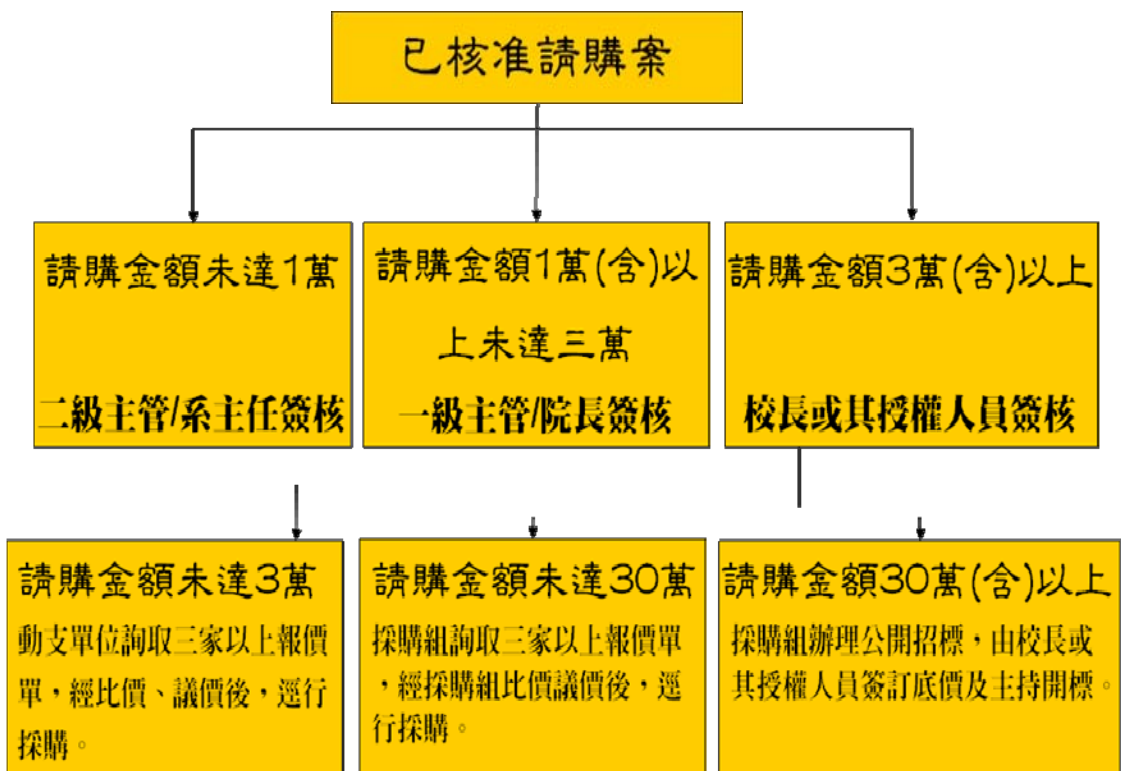 已核准請購案
請購金額未達1萬
二級主管/系主任簽核
請購金額1萬(含)以
上未達三萬
一級主管/院長簽核
請購金額3萬(含)以上
校長或其授權人員簽核
請購金額未達3萬
動支單位詢取三家以上報價
單，經比價、議價後，逕行
採購。
請購金額未達30萬
採購組詢取三家以上報價單
，經採購組比價議價後，逕
行採購。
請購金額30萬(含)以上
採購組辦理公開招標，由校長或
其授權人員簽訂底價及主持開標。